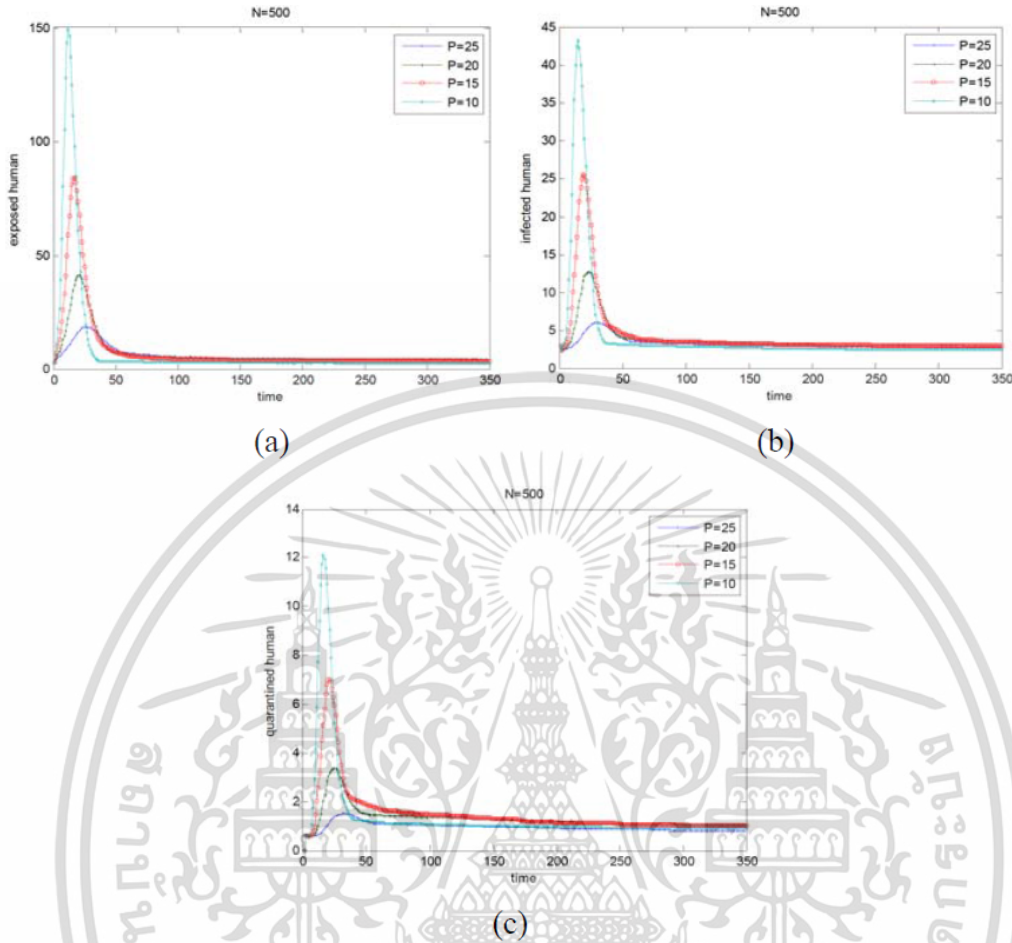 N=500
150
100
50
0
exposed human
0 50 100 150 200 250 300 350
time
P=25
P=20
P=15
P=10
(a)
N=500
45
40
35
30
25
20
15
10
5
0
infected human
0 50 100 150 200 250 300 350
time
P=25
P=20
P=15
P=10
(b)
N=500
14
12
10
8
6
4
2
0
quarantined human
0 50 100 150 200 250 300 350
time
P=25
P=20
P=15
P=10
(c)